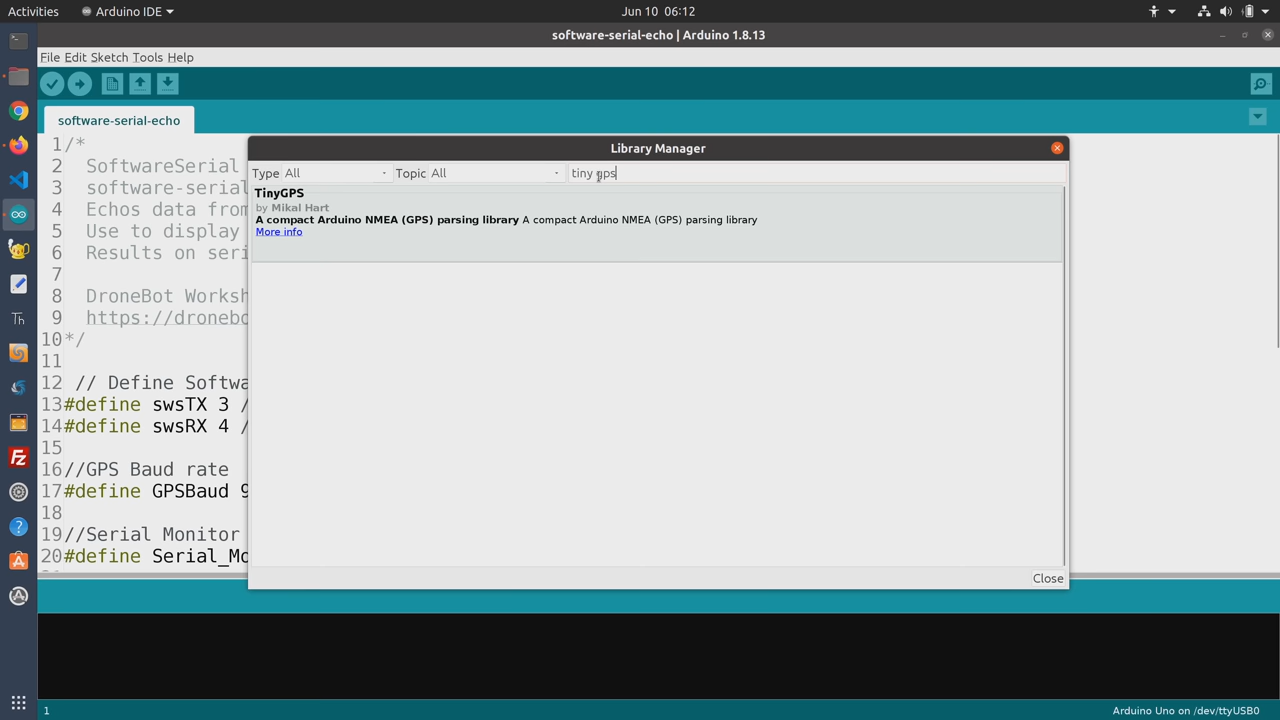 Activities
Arduino IDE
Jun 10 06:12
software-serial-echo | Arduino 1.8.13
File Edit Sketch Tools Help
software-serial-echo
1 /*
2 SoftwareSerial
3 software-serial
4 Echos data from
5 Use to display
6 Results on seri
7
8 DroneBot Worksh
9 https://dronebo
10 */
11
12 // Define Softwa
13 #define swsTX 3 /
14 #define swsRX 4 /
15
16 //GPS Baud rate
17 #define GPSBaud 9
18
19 //Serial Monitor
20 #define Serial_Mo
Library Manager
Type All Topic All tiny gps
TinyGPS
by Mikal Hart
A compact Arduino NMEA (GPS) parsing library A compact Arduino NMEA (GPS) parsing library
More info
Close
1
Arduino Uno on /dev/ttyUSB0
Th
Fz